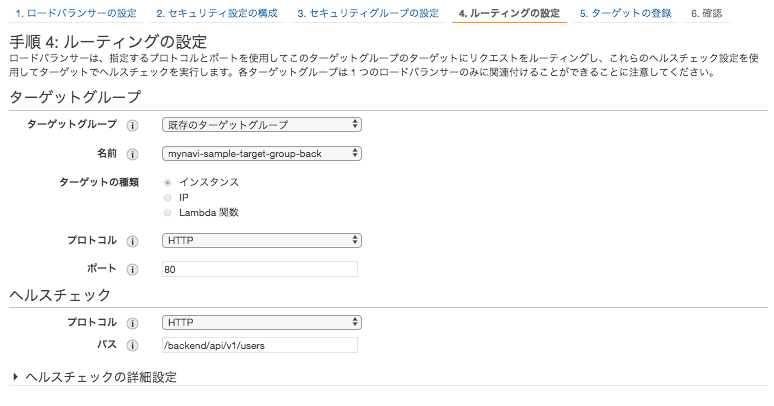 1. ロードバランサーの設定 2. セキュリティ設定の構成 3. セキュリティグループの設定 4. ルーティングの設定 5. ターゲットの登録 6. 確認
手順 4: ルーティングの設定
ロードバランサーは、指定するプロトコルとポートを使用してこのターゲットグループのターゲットにリクエストをルーティングし、これらのヘルスチェック設定を使
用してターゲットでヘルスチェックを実行します。各ターゲットグループは 1 つのロードバランサーのみに関連付けることができることに注意してください。
ターゲットグループ
ターゲットグループ i 既存のターゲットグループ
名前 i mynavi-sample-target-group-back
ターゲットの種類 インスタンス
IP
Lambda 関数
プロトコル i HTTP
ポート i 80
ヘルスチェック
プロトコル i HTTP
パス i /backend/api/v1/users
ヘルスチェックの詳細設定